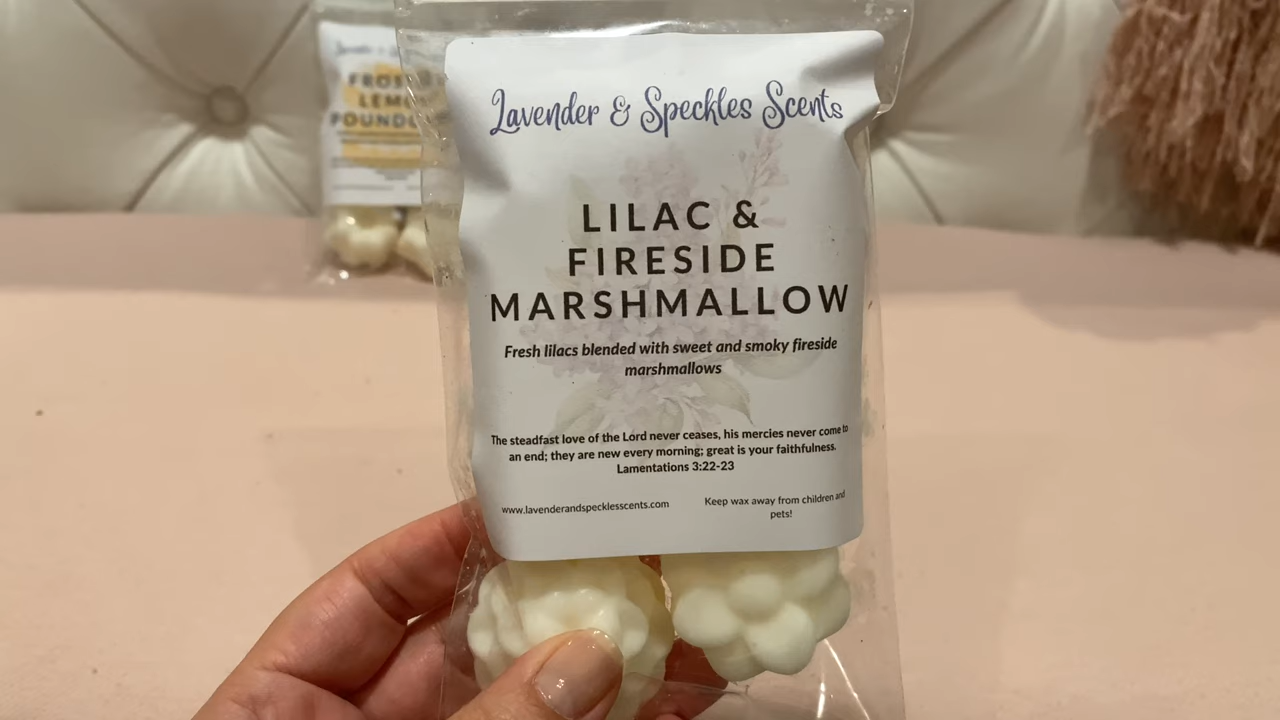 Lavender & Speckles Scents
LILAC &
FIRESIDE
MARSHMALLOW
Fresh lilacs blended with sweet and smoky fireside
marshmallows
The steadfast love of the Lord never ceases, his mercies never come to
an end; they are new every morning; great is your faithfulness.
Lamentations 3:22-23
www.lavenderandspecklesscents.com
Keep wax away from children and
pets!